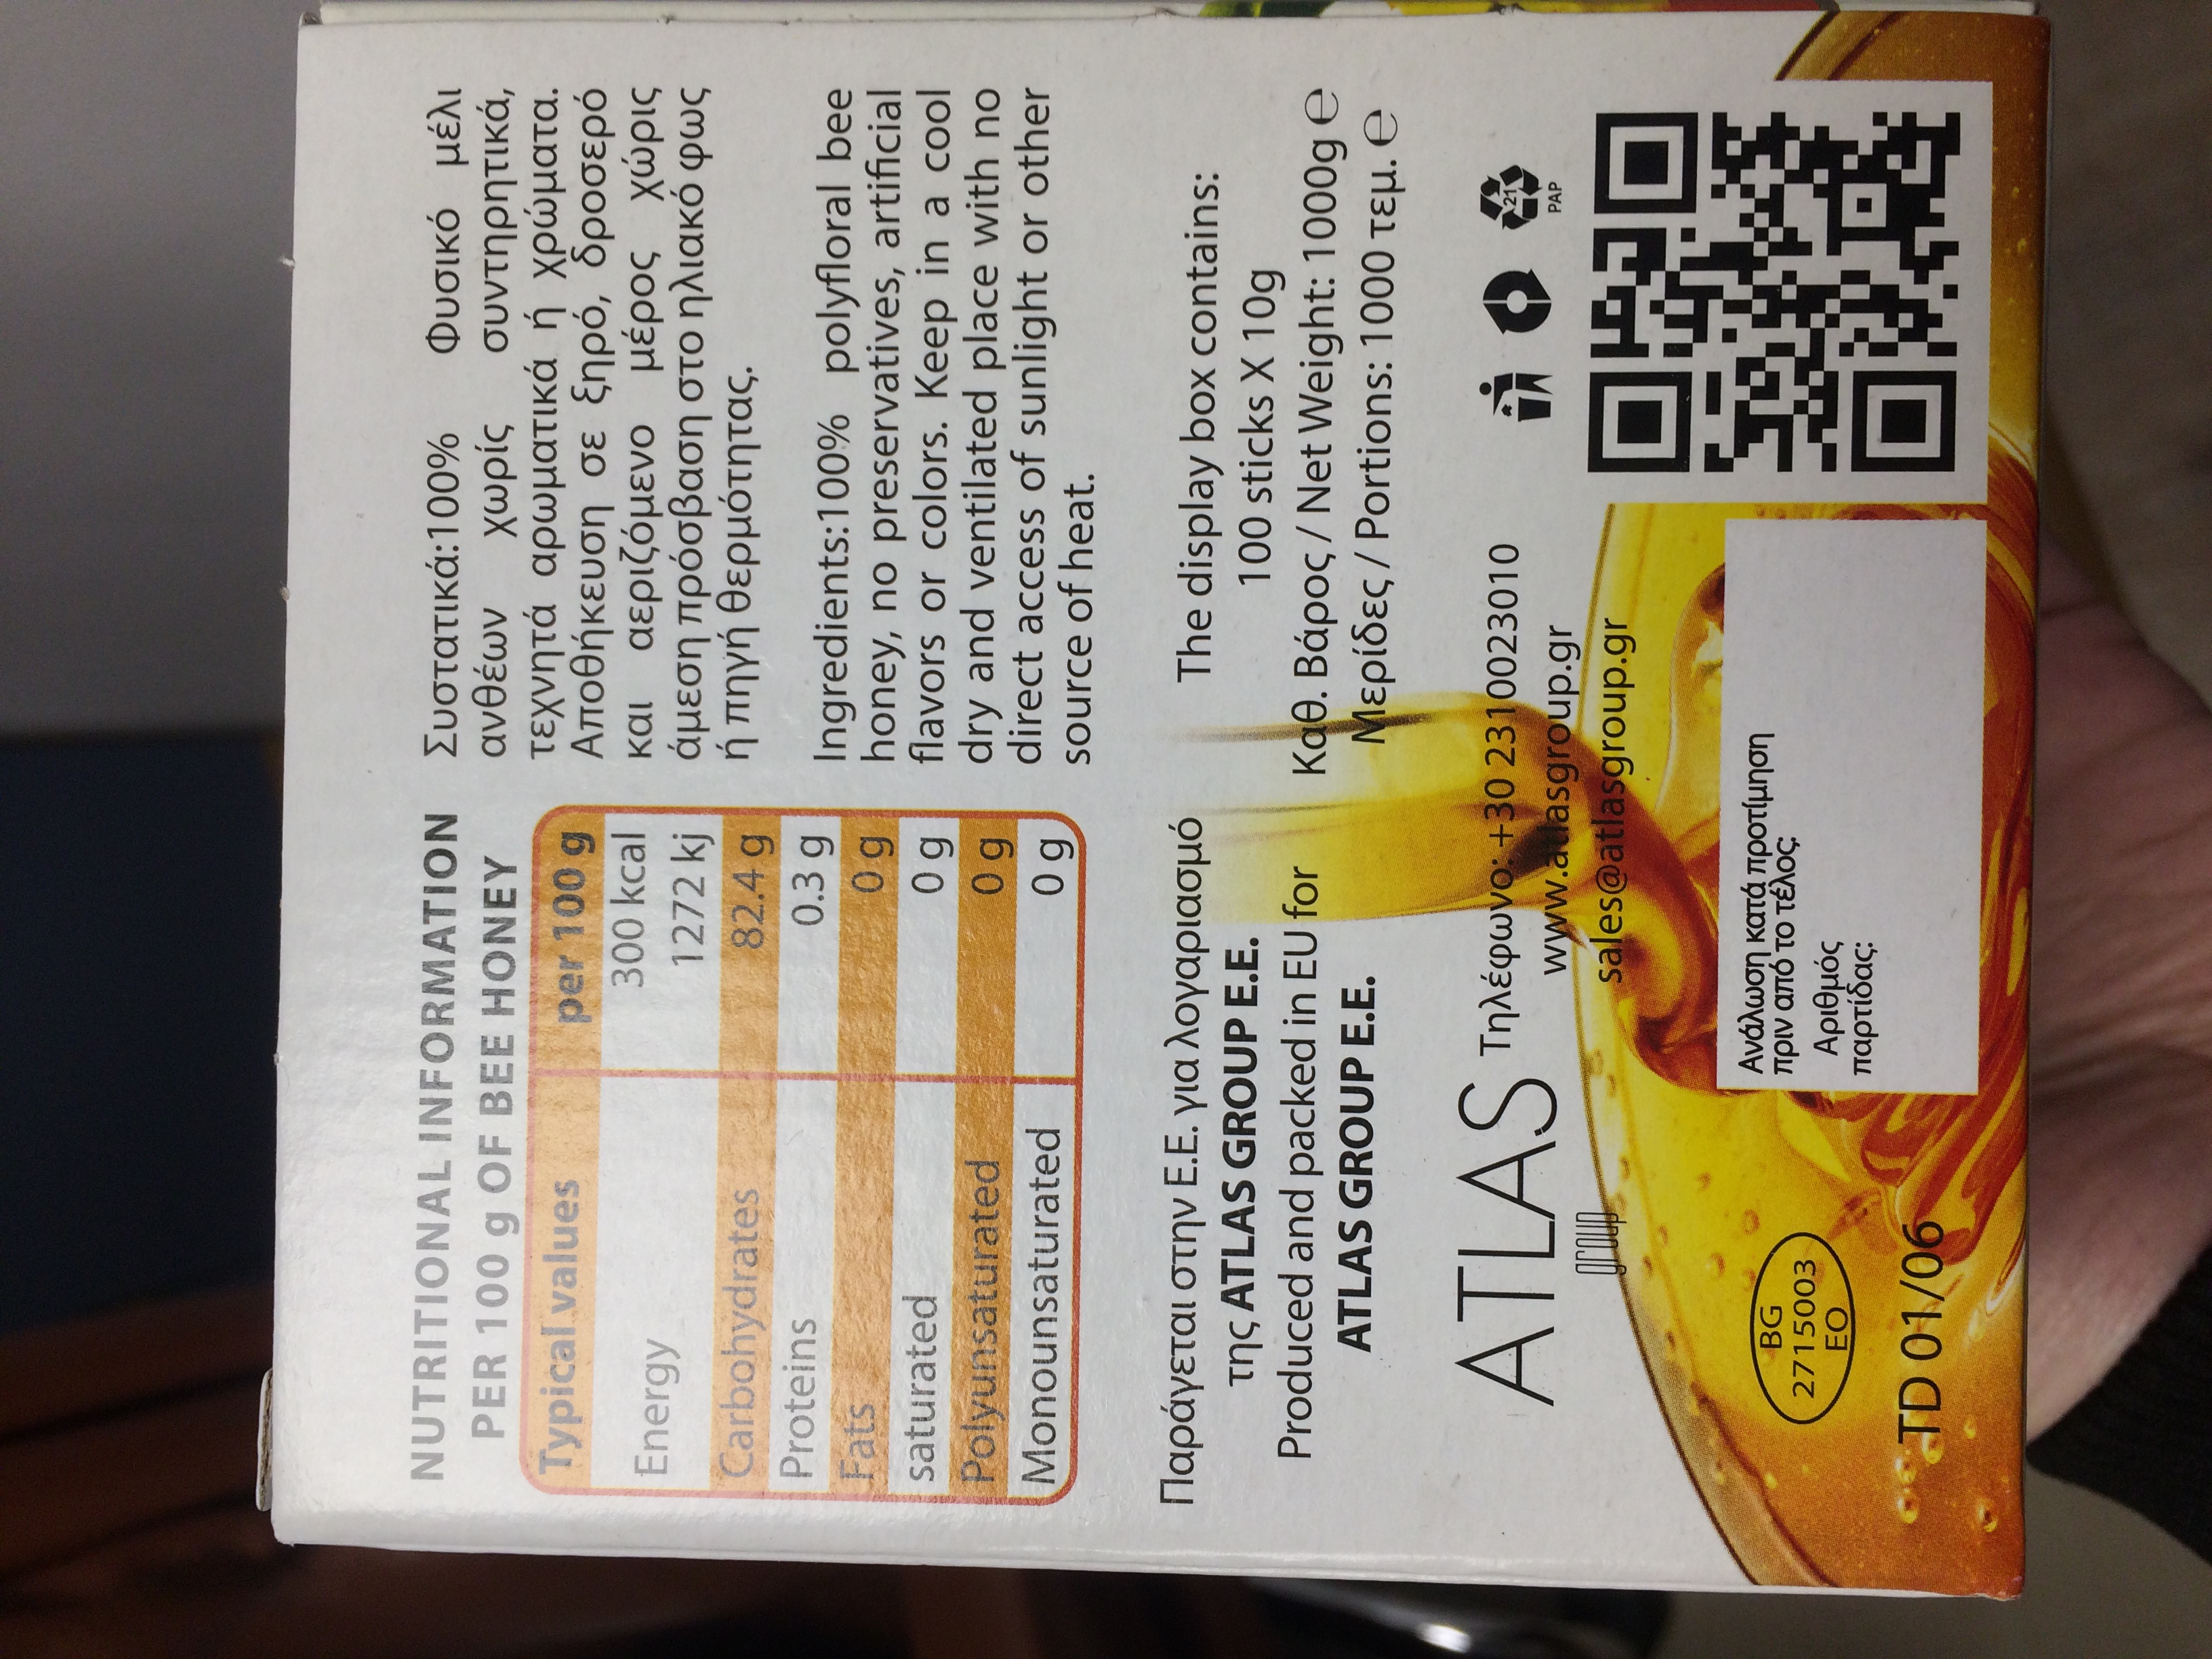 NUTRITIONAL INFORMATION
PER 100 g OF BEE HONEY
Typical values per 100 g
Energy 300 kcal
1272 kj
Carbohydrates 82.4 g
Proteins 0.3 g
Fats 0 g
saturated 0 g
Polyunsaturated 0 g
Monounsaturated 0 g
Συστατικά:100% Φυσικό μέλι
ανθέων χωρίς συντηρητικά,
τεχνητά αρωματικά ή χρώματα.
Αποθήκευση σε ξηρό, δροσερό
και αεριζόμενο μέρος χώρις
άμεση πρόσβαση στο ηλιακό φως
ή πηγή θερμότητας.
Ingredients:100% polyfloral bee
honey, no preservatives, artificial
flavors or colors. Keep in a cool
dry and ventilated place with no
direct access of sunlight or other
source of heat.
Παράγεται στην Ε.Ε. για λογαριασμό
της ATLAS GROUP E.E.
Produced and packed in EU for
ATLAS GROUP E.E.
The display box contains:
100 sticks X 10g
Καθ. Βάρος / Net Weight: 1000g ℮
Μερίδες / Portions: 1000 τεμ. ℮
ATLAS
group
Τηλέφωνο: +30 2310023010
www.atlasgroup.gr
sales@atlasgroup.gr
21
PAP
BG
2715003
EO
TD 01/06
Ανάλωση κατά προτίμηση
πριν από το τέλος:
Αριθμός
παρτίδας: